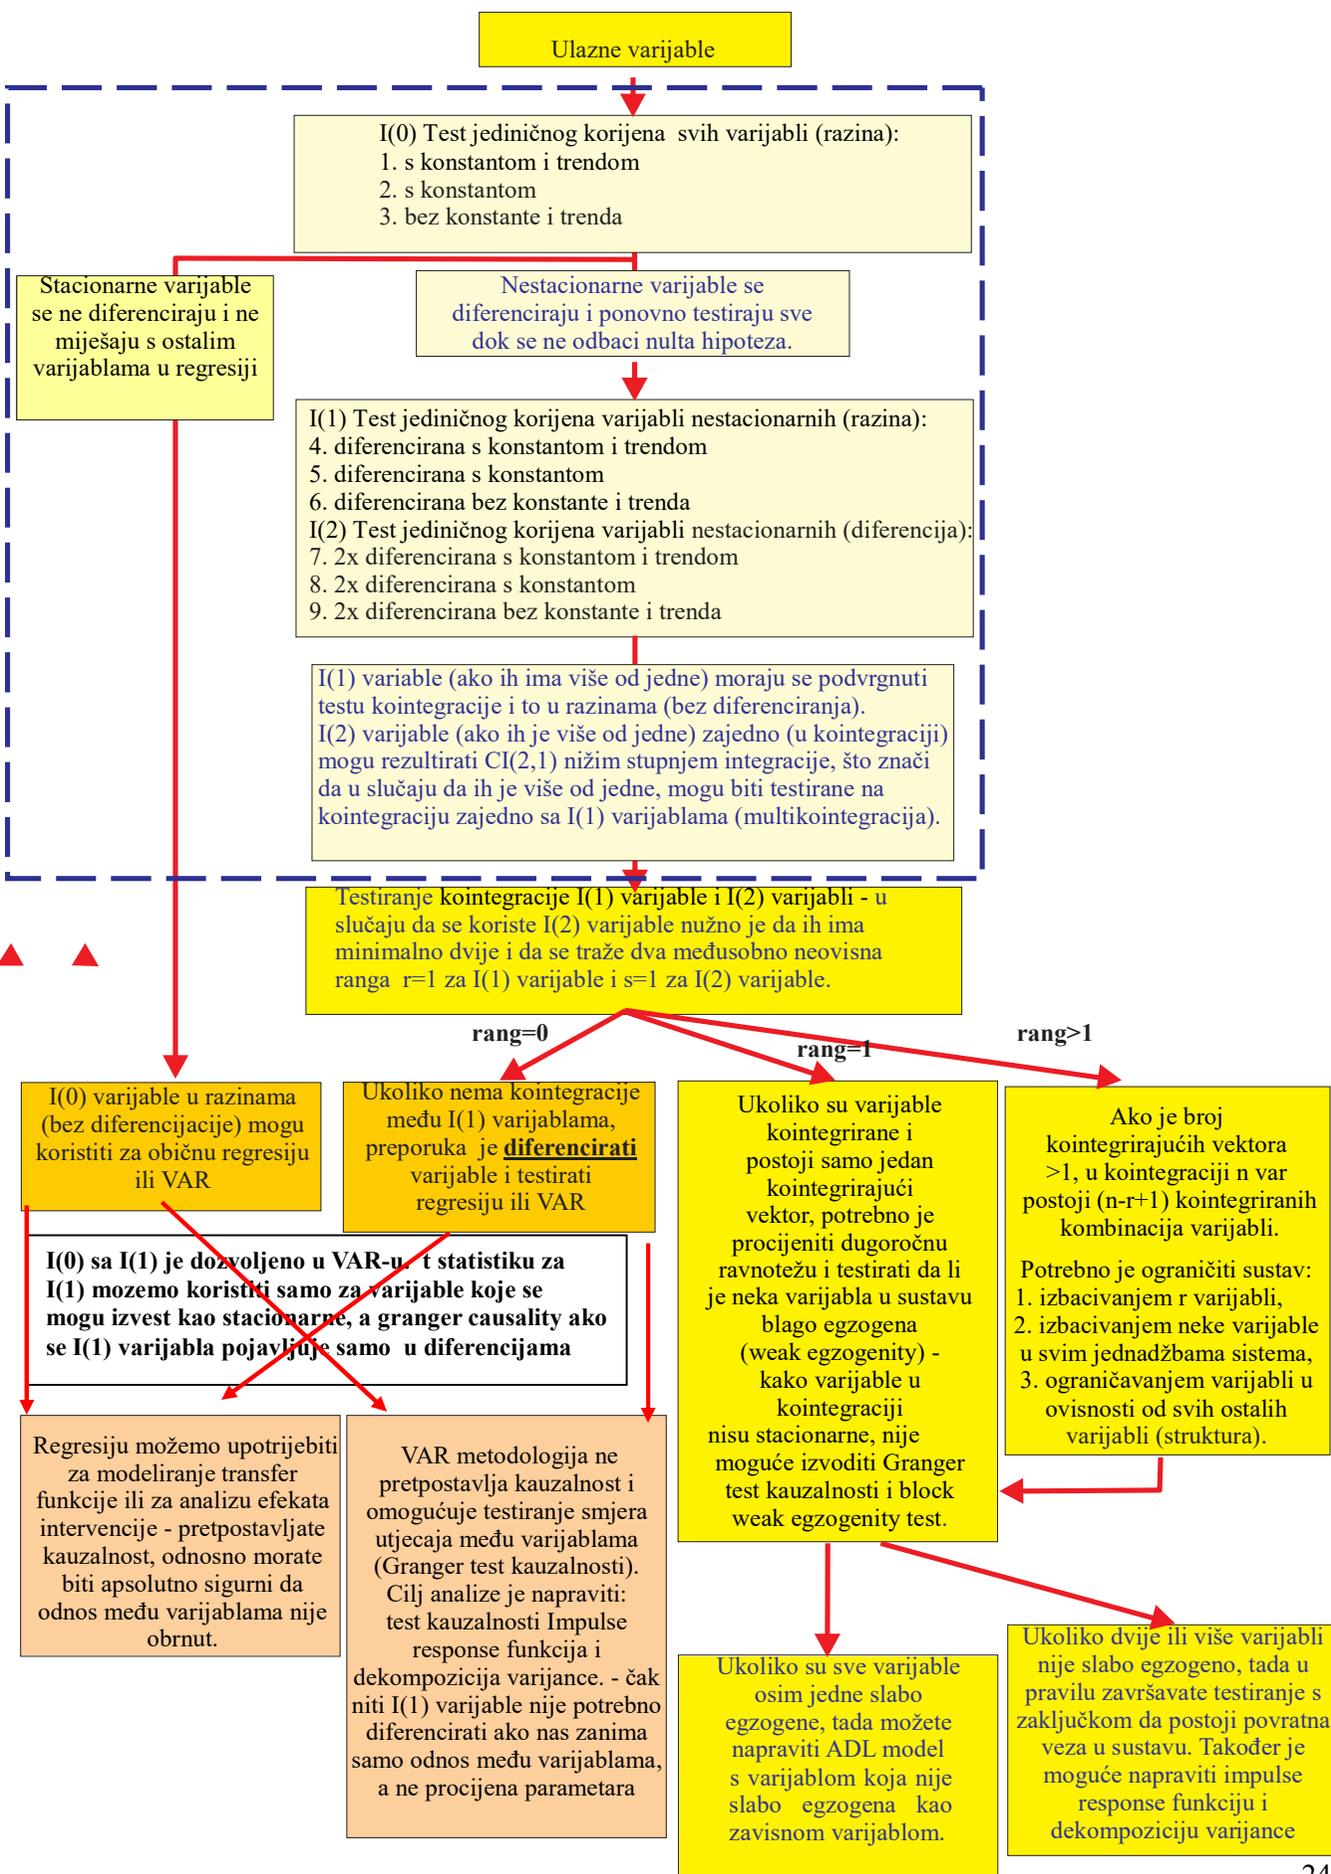 Ulazne varijable
I(0) Test jediničnog korijena svih varijabli (razina):
1. s konstantom i trendom
2. s konstantom
3. bez konstante i trenda
Stacionarne varijable
se ne diferenciraju i ne
miješaju s ostalim
varijablama u regresiji
Nestacionarne varijable se
diferenciraju i ponovno testiraju sve
dok se ne odbaci nulta hipoteza.
I(1) Test jediničnog korijena varijabli nestacionarnih (razina):
4. diferencirana s konstantom i trendom
5. diferencirana s konstantom
6. diferencirana bez konstante i trenda
I(2) Test jediničnog korijena varijabli nestacionarnih (diferencija):
7. 2x diferencirana s konstantom i trendom
8. 2x diferencirana s konstantom
9. 2x diferencirana bez konstante i trenda
I(1) variable (ako ih ima više od jedne) moraju se podvrgnuti
testu kointegracije i to u razinama (bez diferenciranja).
I(2) varijable (ako ih je više od jedne) zajedno (u kointegraciji)
mogu rezultirati CI(2,1) nižim stupnjem integracije, što znači
da u slučaju da ih je više od jedne, mogu biti testirane na
kointegraciju zajedno sa I(1) varijablama (multikointegracija).
Testiranje kointegracije I(1) varijable i I(2) varijabli - u
slučaju da se koriste I(2) varijable nužno je da ih ima
minimalno dvije i da se traže dva međusobno neovisna
ranga r=1 za I(1) varijable i s=1 za I(2) varijable.
rang=0
rang=1
rang>1
I(0) varijable u razinama
(bez diferencijacije) mogu
koristiti za običnu regresiju
ili VAR
Ukoliko nema kointegracije
među I(1) varijablama,
preporuka je diferencirati
varijable i testirati
regresiju ili VAR
Ukoliko su varijable
kointegrirane i
postoji samo jedan
kointegrirajući
vektor, potrebno je
procijeniti dugoročnu
ravnotežu i testirati da li
je neka varijabla u sustavu
blago egzogena
(weak egzogenity) -
kako varijable u
kointegraciji
nisu stacionarne, nije
moguće izvoditi Granger
test kauzalnosti i block
weak egzogenity test.
Ako je broj
kointegrirajućih vektora
>1, u kointegraciji n var
postoji (n-r+1) kointegriranih
kombinacija varijabli.
Potrebno je ograničiti sustav:
1. izbacivanjem r varijabli,
2. izbacivanjem neke varijable
u svim jednadžbama sistema,
3. ograničavanjem varijabli u
ovisnosti od svih ostalih
varijabli (struktura).
I(0) sa I(1) je dozvoljeno u VAR-u. t statistiku za
I(1) mozemo koristiti samo za varijable koje se
mogu izvest kao stacionarne, a granger causality ako
se I(1) varijabla pojavljuje samo u diferencijama
Regresiju možemo upotrijebiti
za modeliranje transfer
funkcije ili za analizu efekata
intervencije - pretpostavljate
kauzalnost, odnosno morate
biti apsolutno sigurni da
odnos među varijablama nije
obrnut.
VAR metodologija ne
pretpostavlja kauzalnost i
omogućuje testiranje smjera
utjecaja među varijablama
(Granger test kauzalnosti).
Cilj analize je napraviti:
test kauzalnosti Impulse
response funkcija i
dekompozicija varijance. - čak
niti I(1) varijable nije potrebno
diferencirati ako nas zanima
samo odnos među varijablama,
a ne procijena parametara
Ukoliko su sve varijable
osim jedne slabo
egzogene, tada možete
napraviti ADL model
s varijablom koja nije
slabo egzogena kao
zavisnom varijablom.
Ukoliko dvije ili više varijabli
nije slabo egzogeno, tada u
pravilu završavate testiranje s
zaključkom da postoji povratna
veza u sustavu. Također je
moguće napraviti impulse
response funkciju i
dekompoziciju varijance